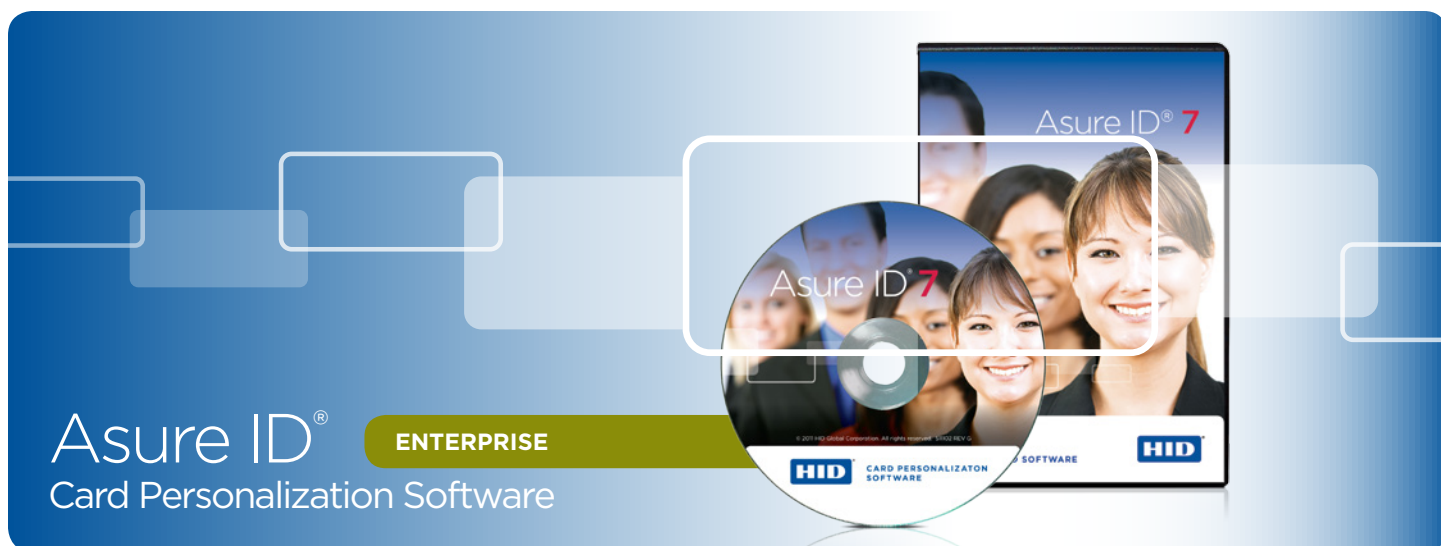 Asure ID® 7
Asure ID® 7
© 2011 HID Global Corporation. All rights reserved.
HID
CARD PERSONALIZATON
SOFTWARE
SOFTWARE
HID
Asure ID®
ENTERPRISE
Card Personalization Software